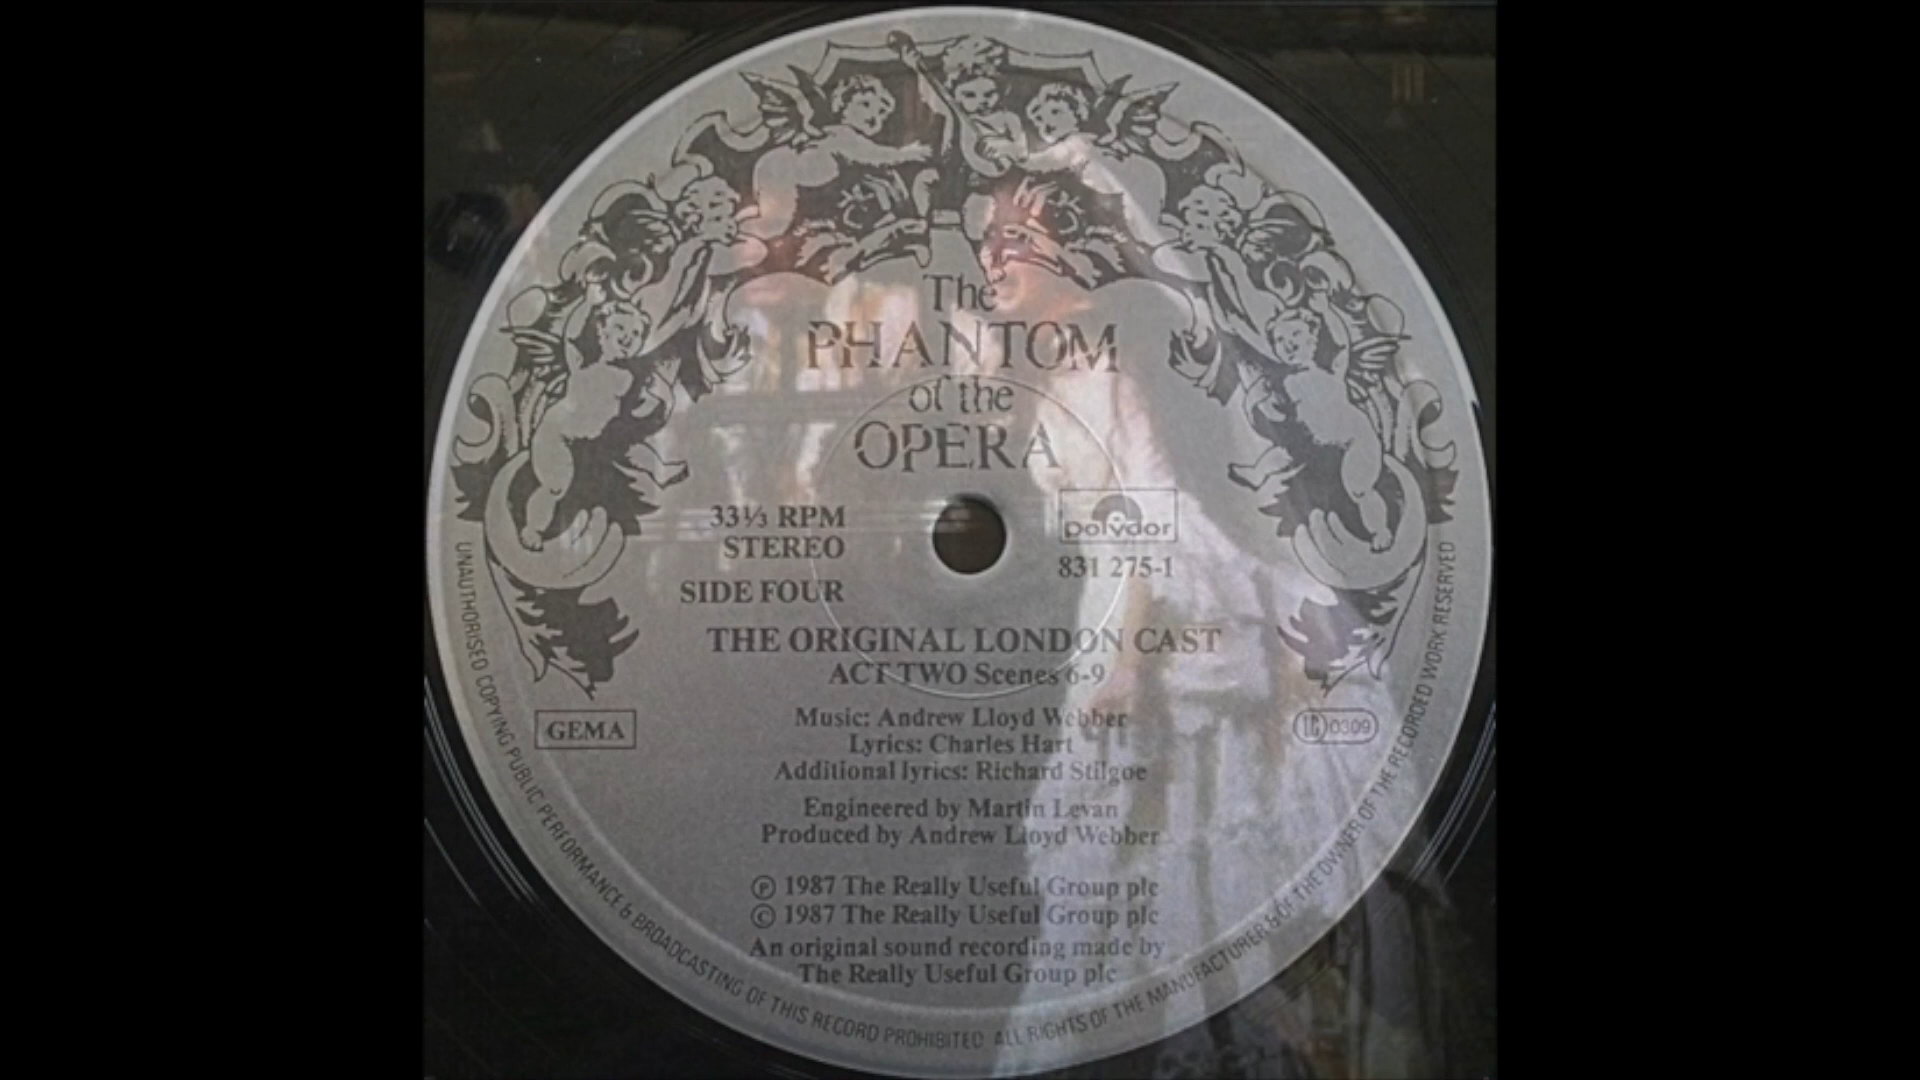 The
PHANTOM
of the
OPERA
33⅓ RPM
STEREO
SIDE FOUR
polydor
831 275-1
THE ORIGINAL LONDON CAST
ACT TWO Scenes 6-9
GEMA
LC 0309
Music: Andrew Lloyd Webber
Lyrics: Charles Hart
Additional lyrics: Richard Stilgoe
Engineered by Martin Levan
Produced by Andrew Lloyd Webber
℗ 1987 The Really Useful Group plc
© 1987 The Really Useful Group plc
An original sound recording made by
The Really Useful Group plc
UNAUTHORISED COPYING PUBLIC PERFORMANCE & BROADCASTING OF THIS RECORD PROHIBITED ALL RIGHTS OF THE MANUFACTURER & OF THE OWNER OF THE RECORDED WORK RESERVED